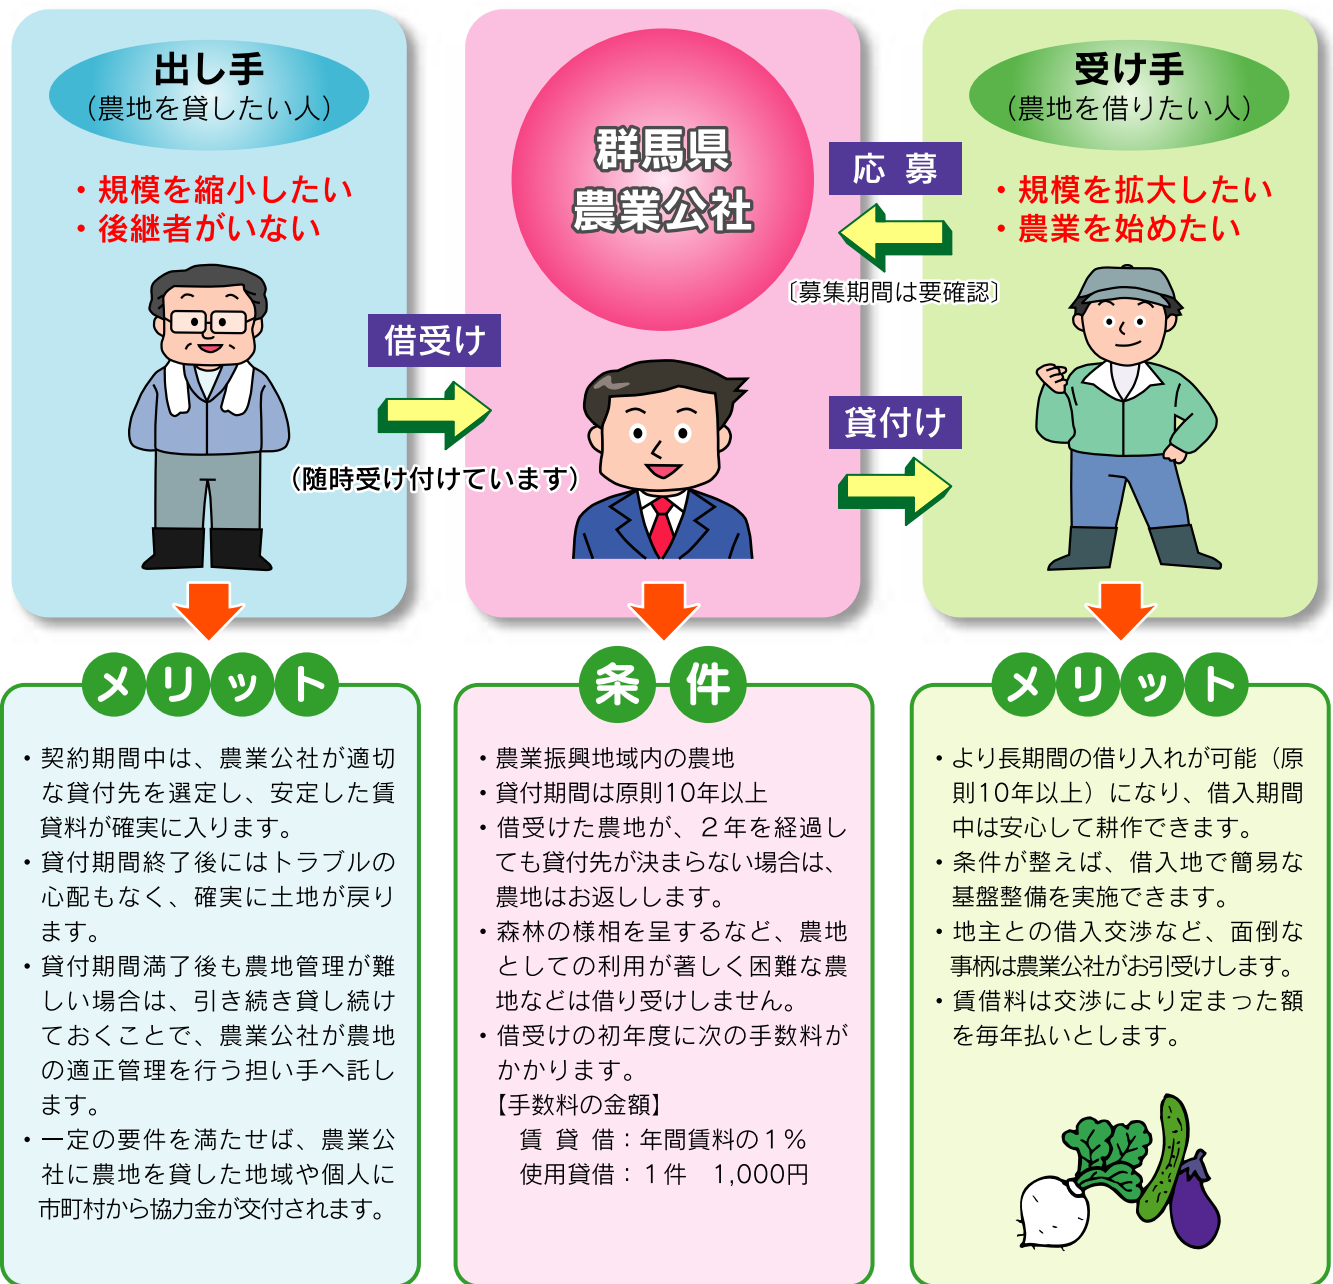 出し手
（農地を貸したい人）
・規模を縮小したい
・後継者がいない
借受け
（随時受け付けています）
群馬県
農業公社
応募
〔募集期間は要確認〕
貸付け
受け手
（農地を借りたい人）
・規模を拡大したい
・農業を始めたい
メリット
・契約期間中は、農業公社が適切
な貸付先を選定し、安定した賃
貸料が確実に入ります。
・貸付期間終了後にはトラブルの
心配もなく、確実に土地が戻り
ます。
・貸付期間満了後も農地管理が難
しい場合は、引き続き貸し続け
ておくことで、農業公社が農地
の適正管理を行う担い手へ託し
ます。
・一定の要件を満たせば、農業公
社に農地を貸した地域や個人に
市町村から協力金が交付されます。
条件
・農業振興地域内の農地
・貸付期間は原則10年以上
・借受けた農地が、２年を経過し
ても貸付先が決まらない場合は、
農地はお返しします。
・森林の様相を呈するなど、農地
としての利用が著しく困難な農
地などは借り受けしません。
・借受けの初年度に次の手数料が
かかります。
【手数料の金額】
賃貸借：年間賃料の１％
使用貸借：１件　1,000円
メリット
・より長期間の借り入れが可能（原
則10年以上）になり、借入期間
中は安心して耕作できます。
・条件が整えば、借入地で簡易な
基盤整備を実施できます。
・地主との借入交渉など、面倒な
事柄は農業公社がお引受けします。
・賃借料は交渉により定まった額
を毎年払いとします。